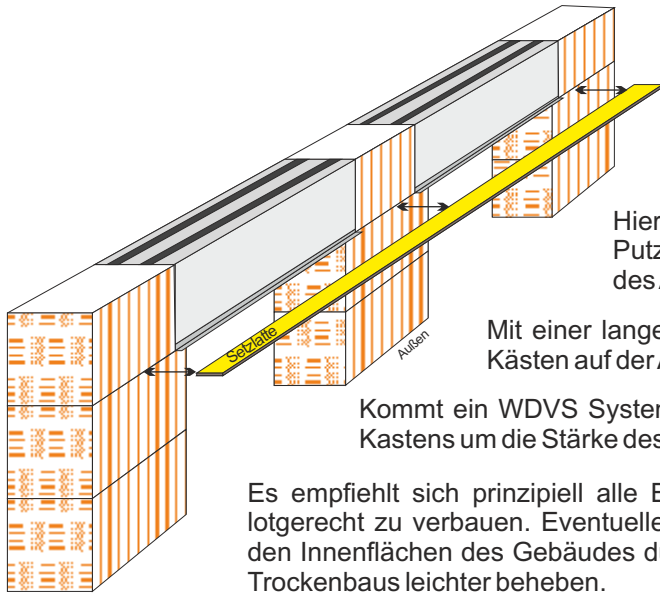 Setzlatte
Außen
Hier
Putz
des A
Mit einer lange
Kästen auf der A
Kommt ein WDVS System
Kastens um die Stärke des
Es empfiehlt sich prinzipiell alle E
lotgerecht zu verbauen. Eventuelle
den Innenflächen des Gebäudes du
Trockenbaus leichter beheben.